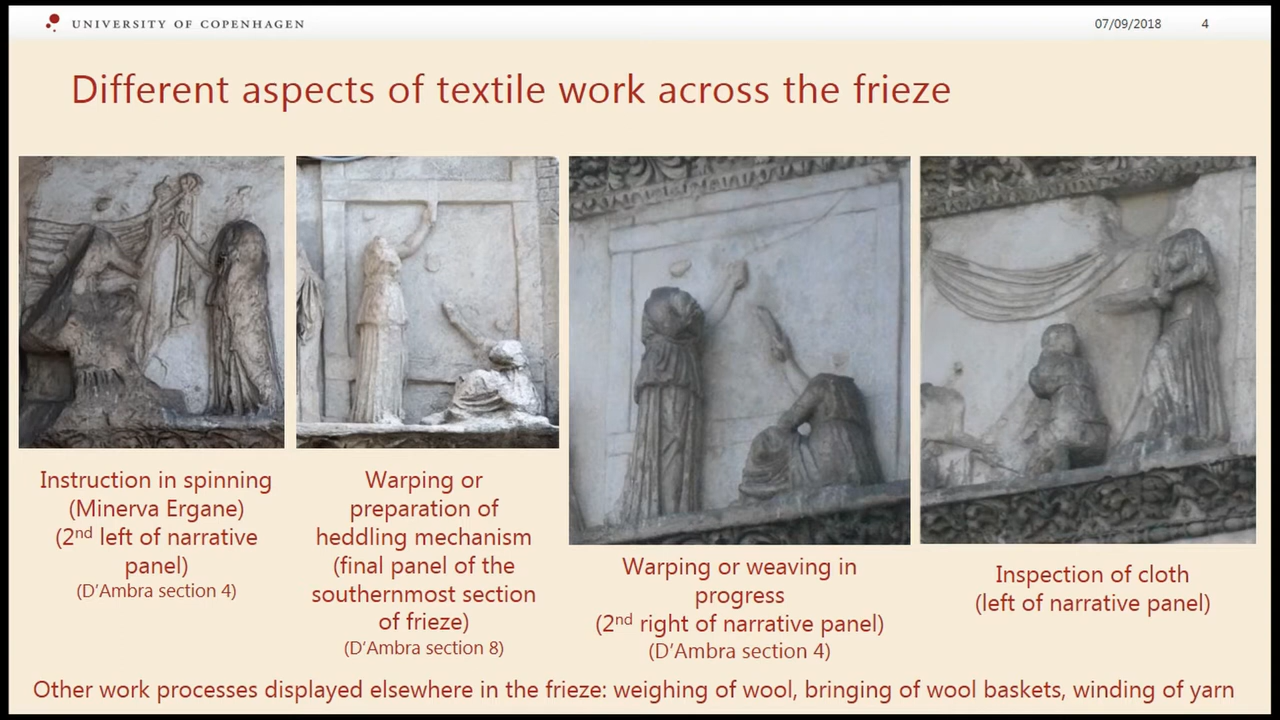 UNIVERSITY OF COPENHAGEN
07/09/2018 4
Different aspects of textile work across the frieze
Instruction in spinning
(Minerva Ergane)
(2nd left of narrative
panel)
(D'Ambra section 4)
Warping or
preparation of
heddling mechanism
(final panel of the
southernmost section
of frieze)
(D'Ambra section 8)
Warping or weaving in
progress
(2nd right of narrative panel)
(D'Ambra section 4)
Inspection of cloth
(left of narrative panel)
Other work processes displayed elsewhere in the frieze: weighing of wool, bringing of wool baskets, winding of yarn